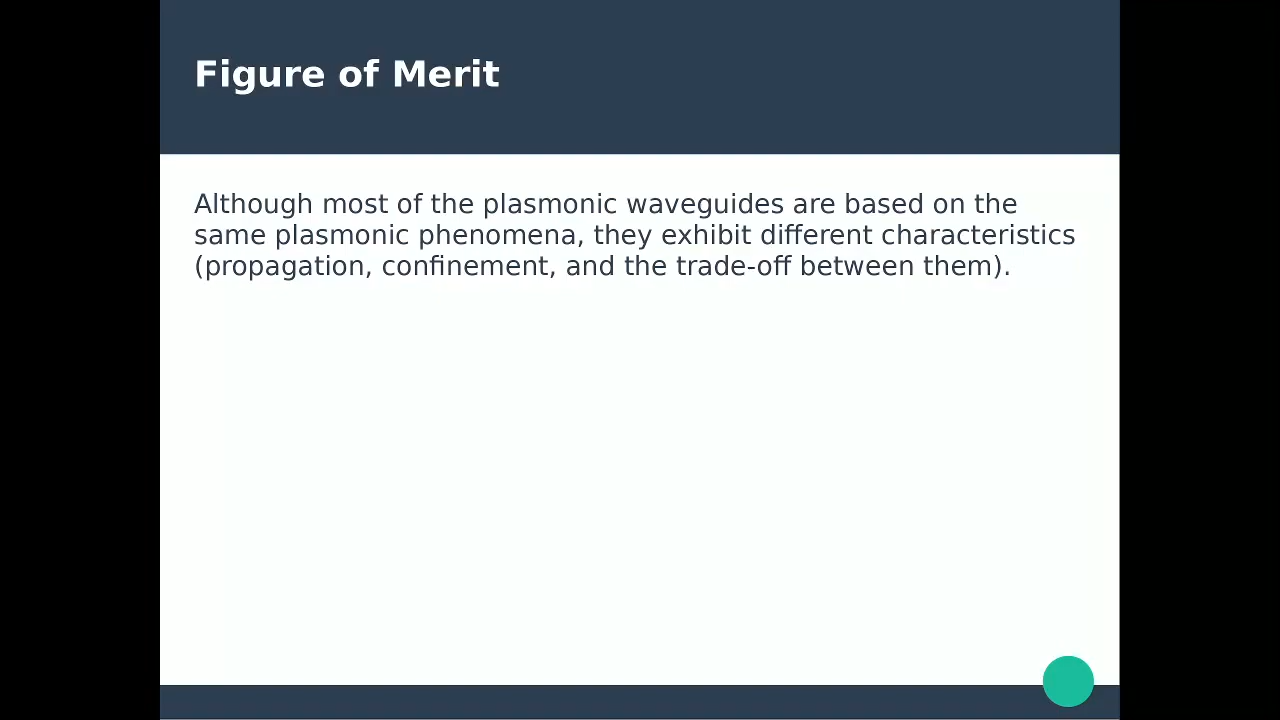 Figure of Merit
Although most of the plasmonic waveguides are based on the
same plasmonic phenomena, they exhibit different characteristics
(propagation, confinement, and the trade-off between them).